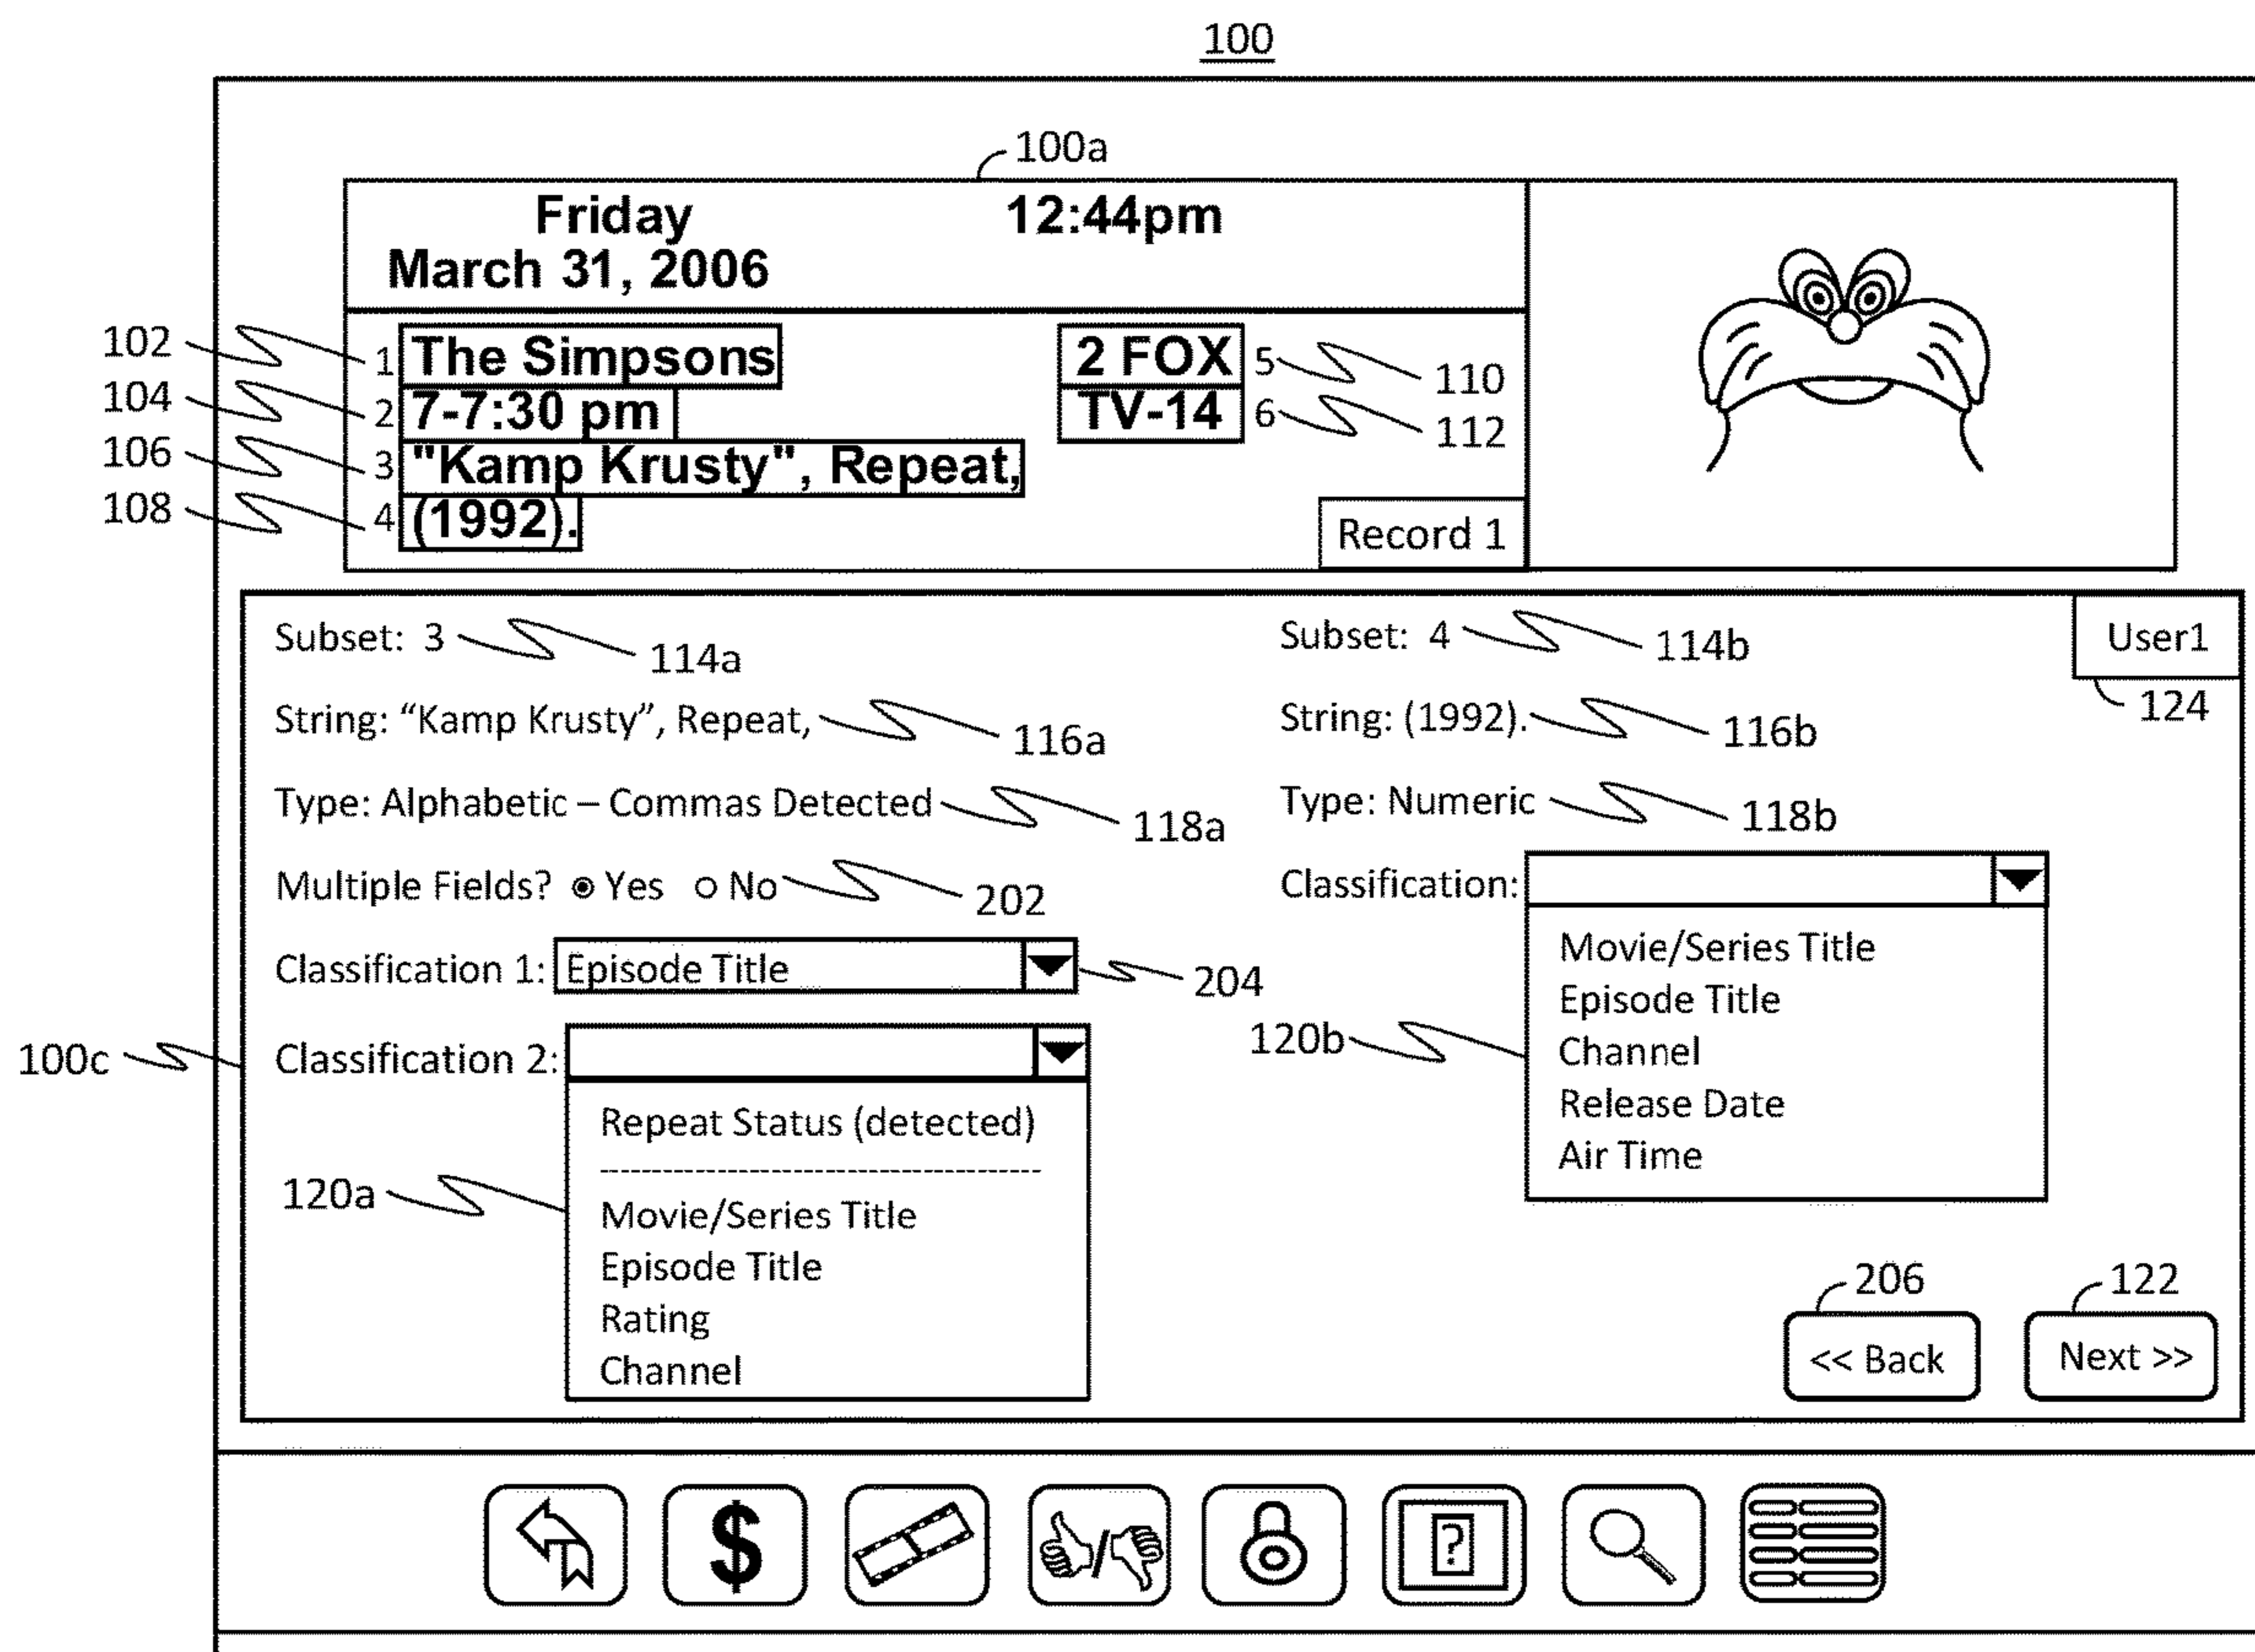 100
100a
Friday 12:44pm
March 31, 2006
102 1 The Simpsons 2 FOX 5 110
104 2 7-7:30 pm TV-14 6 112
106 3 "Kamp Krusty", Repeat,
108 4 (1992).
Record 1
Subset: 3 114a
String: “Kamp Krusty”, Repeat, 116a
Type: Alphabetic – Commas Detected 118a
Multiple Fields? Yes No 202
Classification 1: Episode Title 204
100c
Classification 2:
120a
Repeat Status (detected)
Movie/Series Title
Episode Title
Rating
Channel
Subset: 4 114b
User1
124
String: (1992). 116b
Type: Numeric 118b
Classification:
120b
Movie/Series Title
Episode Title
Channel
Release Date
Air Time
206 122
<< Back Next >>
$ / ?